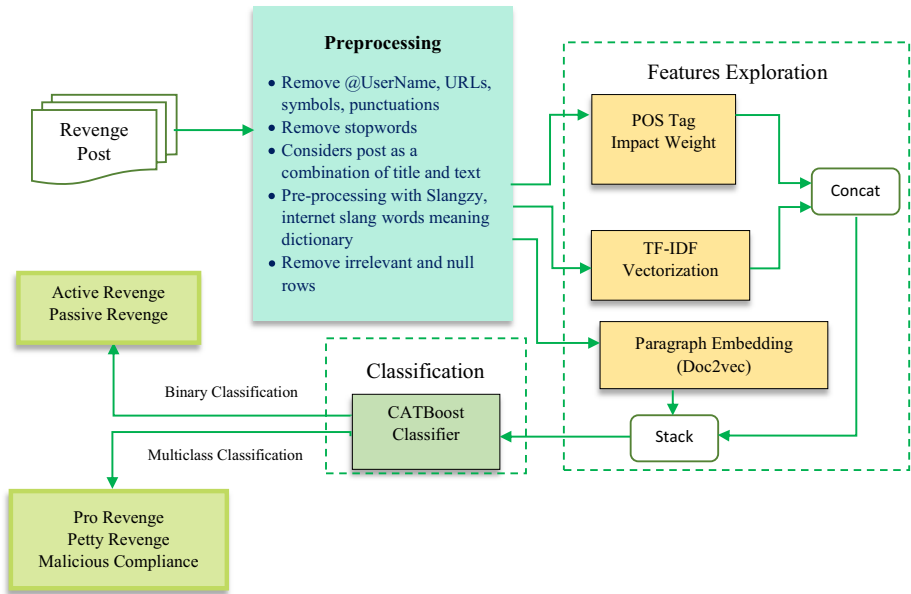 Revenge
Post
Preprocessing
• Remove @UserName, URLs,
symbols, punctuations
• Remove stopwords
• Considers post as a
combination of title and text
• Pre-processing with Slangzy,
internet slang words meaning
dictionary
• Remove irrelevant and null
rows
Features Exploration
POS Tag
Impact Weight
Concat
TF-IDF
Vectorization
Paragraph Embedding
(Doc2vec)
Stack
Classification
CATBoost
Classifier
Binary Classification
Multiclass Classification
Active Revenge
Passive Revenge
Pro Revenge
Petty Revenge
Malicious Compliance